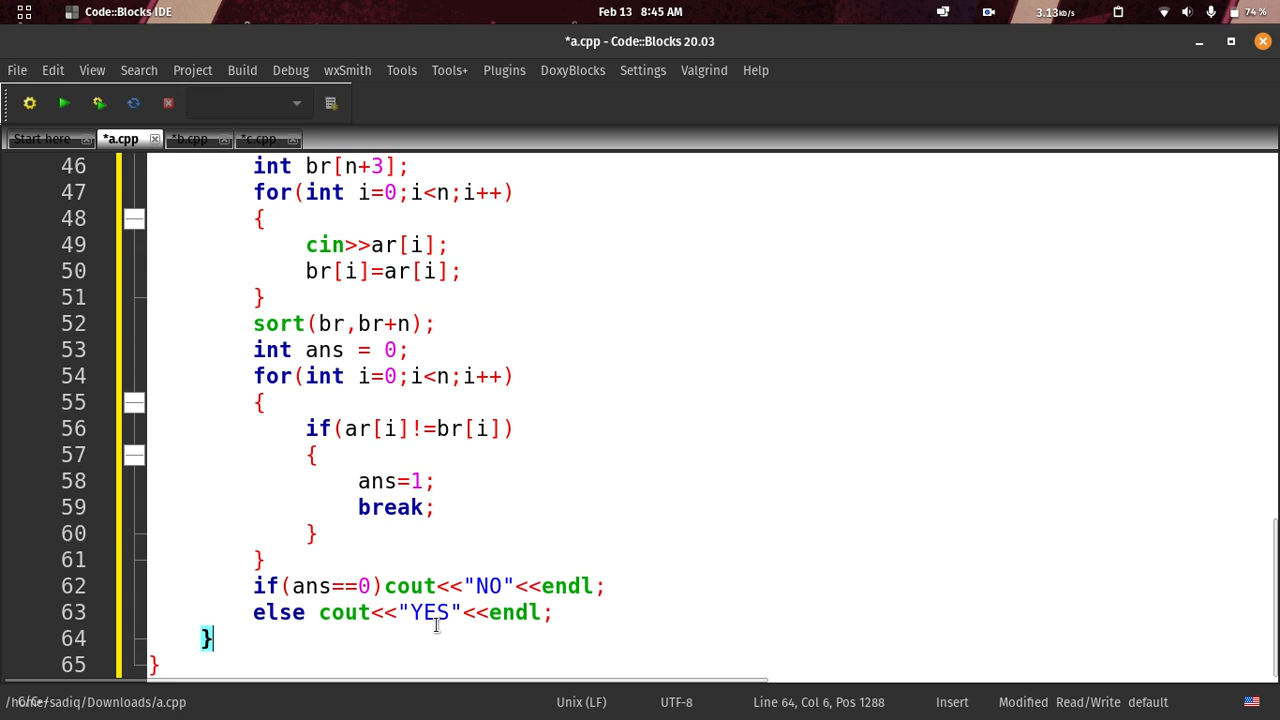 Code::Blocks IDE
Feb 13 8:45 AM
3.13kb/s
74 %
*a.cpp - Code::Blocks 20.03
File Edit View Search Project Build Debug wxSmith Tools Tools+ Plugins DoxyBlocks Settings Valgrind Help
Start here *a.cpp *b.cpp *c.cpp
46 int br[n+3];
47 for(int i=0;i<n;i++)
48 {
49 cin>>ar[i];
50 br[i]=ar[i];
51 }
52 sort(br,br+n);
53 int ans = 0;
54 for(int i=0;i<n;i++)
55 {
56 if(ar[i]!=br[i])
57 {
58 ans=1;
59 break;
60 }
61 }
62 if(ans==0)cout<<"NO"<<endl;
63 else cout<<"YES"<<endl;
64 }
65 }
/home/sadiq/Downloads/a.cpp Unix (LF) UTF-8 Line 64, Col 6, Pos 1288 Insert Modified Read/Write default